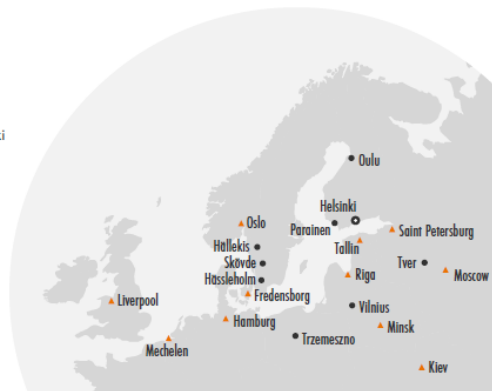 ki
Oulu
Helsinki
Oslo
Parainen
Saint Petersburg
Hällekis
Tallin
Skövde
Tver
Moscow
Hässleholm
Riga
Fredensborg
Liverpool
Vilnius
Hamburg
Minsk
Trzemeszno
Mechelen
Kiev